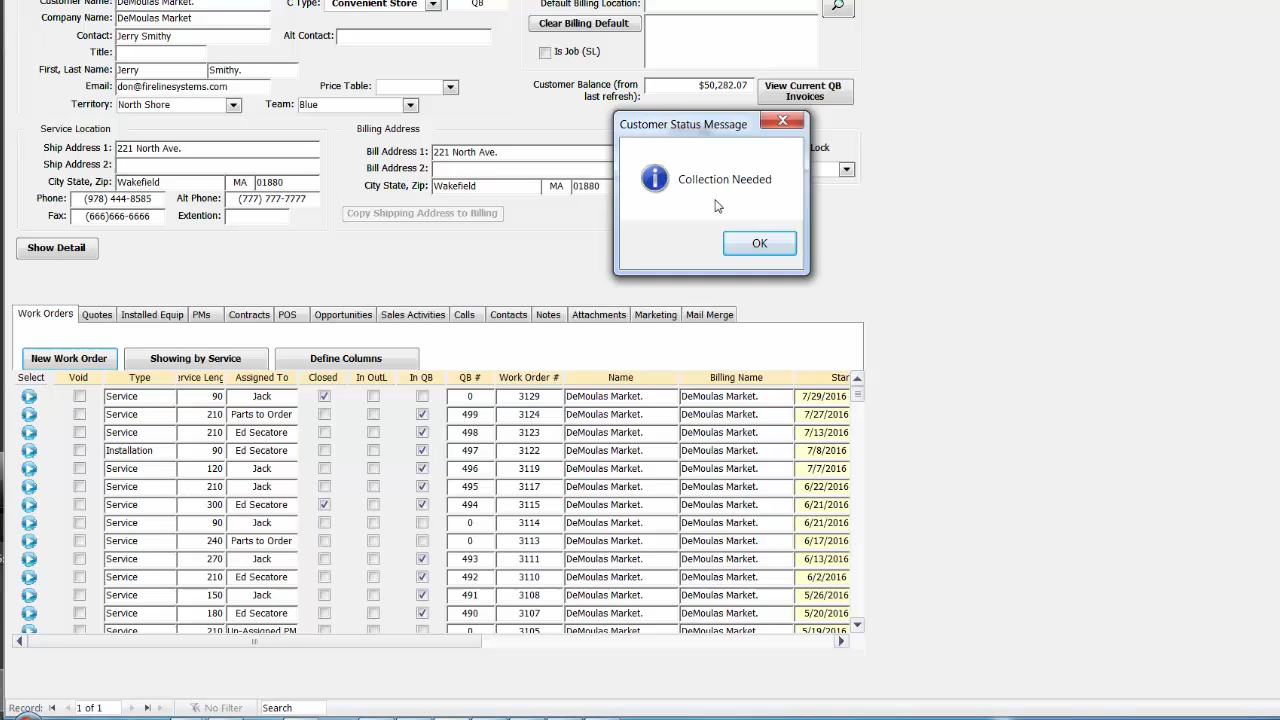 Customer Name: DeMoulas Market. C Type: Convenient Store QB Default Billing Location:
Company Name: DeMoulas Market Clear Billing Default
Contact: Jerry Smithy Alt Contact:
Title: Is Job (SL)
First, Last Name: Jerry Smithy.
Email: don@firelinesystems.com Price Table: Customer Balance (from last refresh): $50,282.07 View Current QB Invoices
Territory: North Shore Team: Blue
Customer Status Message
Collection Needed
OK
Lock
Service Location Billing Address
Ship Address 1: 221 North Ave. Bill Address 1: 221 North Ave.
Ship Address 2: Bill Address 2:
City State, Zip: Wakefield MA 01880 City State, Zip: Wakefield MA 01880
Phone: (978) 444-8585 Alt Phone: (777) 777-7777
Fax: (666)666-6666 Extention: Copy Shipping Address to Billing
Show Detail
Work Orders Quotes Installed Equip PMs Contracts POS Opportunities Sales Activities Calls Contacts Notes Attachments Marketing Mail Merge
New Work Order Showing by Service Define Columns
Select Void Type ervice Leng Assigned To Closed In OutL In QB QB # Work Order # Name Billing Name Star
Service 90 Jack 0 3129 DeMoulas Market. DeMoulas Market. 7/29/2016
Service 210 Parts to Order 499 3124 DeMoulas Market. DeMoulas Market. 7/27/2016
Service 210 Ed Secatore 498 3123 DeMoulas Market. DeMoulas Market. 7/13/2016
Installation 90 Ed Secatore 497 3122 DeMoulas Market. DeMoulas Market. 7/8/2016
Service 120 Jack 496 3119 DeMoulas Market. DeMoulas Market. 7/7/2016
Service 210 Jack 495 3117 DeMoulas Market. DeMoulas Market. 6/22/2016
Service 300 Ed Secatore 494 3115 DeMoulas Market. DeMoulas Market. 6/21/2016
Service 90 Jack 0 3114 DeMoulas Market. DeMoulas Market. 6/21/2016
Service 240 Parts to Order 0 3113 DeMoulas Market. DeMoulas Market. 6/17/2016
Service 270 Jack 493 3111 DeMoulas Market. DeMoulas Market. 6/13/2016
Service 210 Ed Secatore 492 3110 DeMoulas Market. DeMoulas Market. 6/2/2016
Service 150 Jack 491 3108 DeMoulas Market. DeMoulas Market. 5/26/2016
Service 180 Ed Secatore 490 3107 DeMoulas Market. DeMoulas Market. 5/20/2016
Service 210 Un-Assigned PM 0 3105 DeMoulas Market. DeMoulas Market. 5/19/2016
Record: 1 of 1 No Filter Search